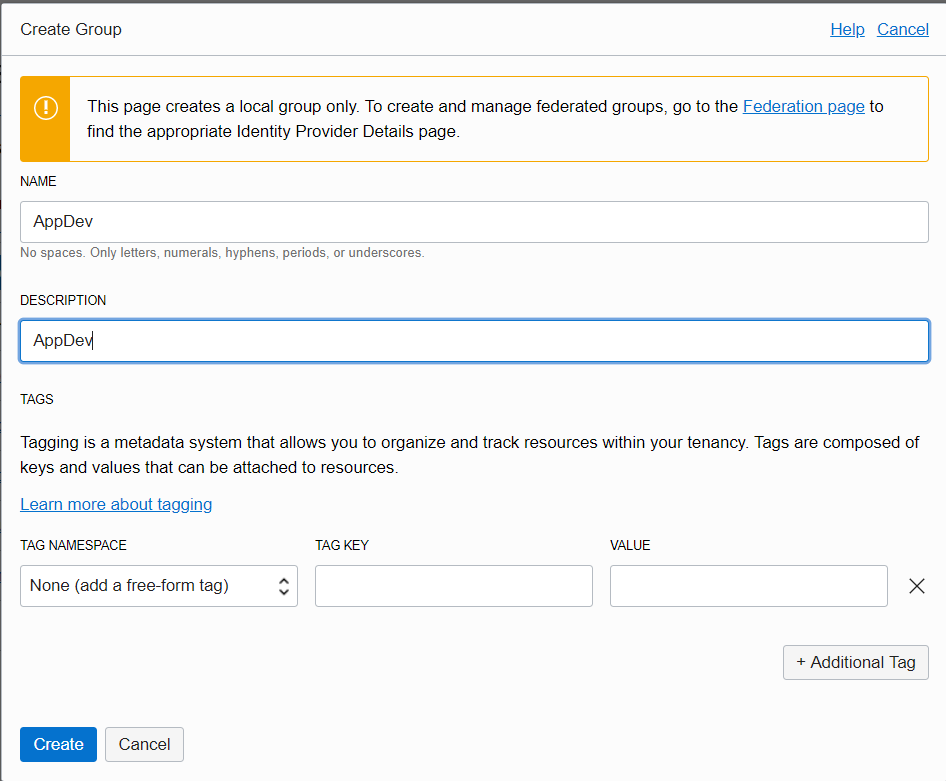 Create Group
Help Cancel
This page creates a local group only. To create and manage federated groups, go to the Federation page to
find the appropriate Identity Provider Details page.
NAME
AppDev
No spaces. Only letters, numerals, hyphens, periods, or underscores.
DESCRIPTION
AppDev
TAGS
Tagging is a metadata system that allows you to organize and track resources within your tenancy. Tags are composed of
keys and values that can be attached to resources.
Learn more about tagging
TAG NAMESPACE TAG KEY VALUE
None (add a free-form tag)
+ Additional Tag
Create Cancel